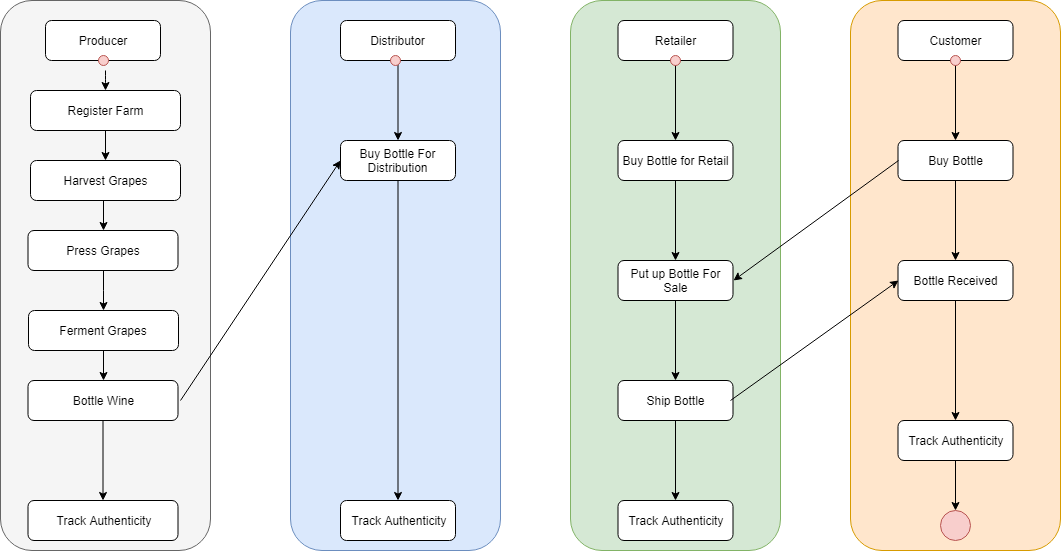 Producer
Register Farm
Harvest Grapes
Press Grapes
Ferment Grapes
Bottle Wine
Track Authenticity
Distributor
Buy Bottle For
Distribution
Track Authenticity
Retailer
Buy Bottle for Retail
Put up Bottle For
Sale
Ship Bottle
Track Authenticity
Customer
Buy Bottle
Bottle Received
Track Authenticity